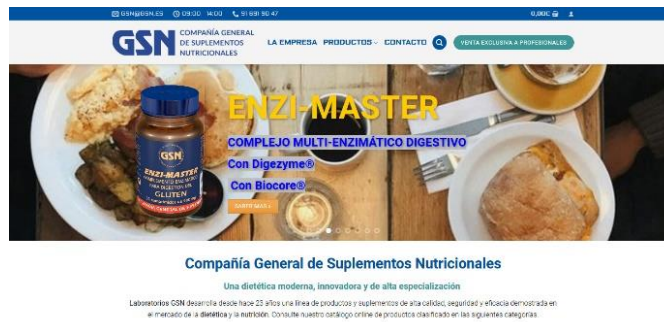 GSN@GSN.ES 09:00 14:00 91 891 90 47 0,00€
GSN COMPAÑÍA GENERAL
DE SUPLEMENTOS
NUTRICIONALES
LA EMPRESA PRODUCTOS CONTACTO VENTA EXCLUSIVA A PROFESIONALES
ENZI-MASTER
COMPLEJO MULTI-ENZIMÁTICO DIGESTIVO
Con Digezyme®
Con Biocore®
SABER MÁS
GSN
ENZI-MASTER
GLUTEN
Compañía General de Suplementos Nutricionales
Una dietética moderna, innovadora y de alta especialización
Laboratorios GSN desarrolla desde hace 25 años una línea de productos y suplementos de alta calidad, seguridad y eficacia demostrada en
el mercado de la dietética y la nutrición. Consulte nuestro catálogo online de productos clasificado en las siguientes categorías.